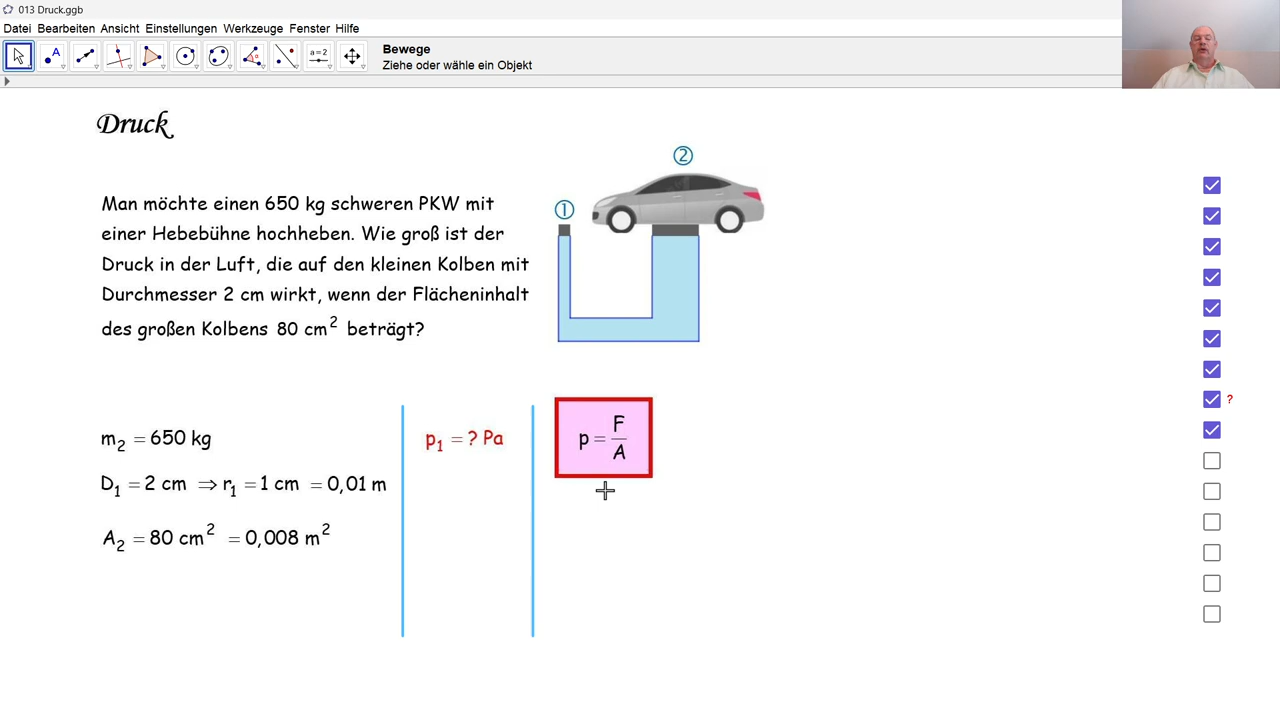 013 Druck.ggb
Datei Bearbeiten Ansicht Einstellungen Werkzeuge Fenster Hilfe
A
a=2
Bewege
Ziehe oder wähle ein Objekt
Druck
Man möchte einen 650 kg schweren PKW mit
einer Hebebühne hochheben. Wie groß ist der
Druck in der Luft, die auf den kleinen Kolben mit
Durchmesser 2 cm wirkt, wenn der Flächeninhalt
des großen Kolbens 80 cm² beträgt?
①
②
m₂ = 650 kg
D₁ = 2 cm ⇒ r₁ = 1 cm = 0,01 m
A₂ = 80 cm² = 0,008 m²
p₁ = ? Pa
p = F/A
?